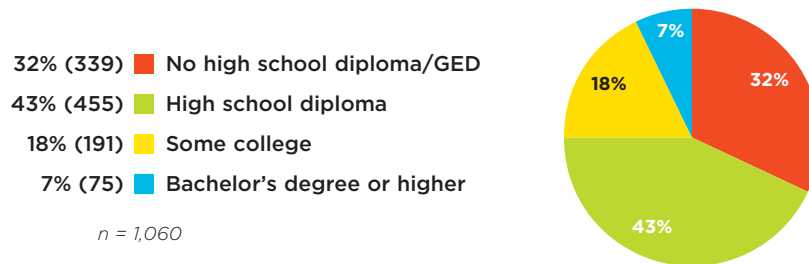 32% (339) No high school diploma/GED
43% (455) High school diploma
18% (191) Some college
7% (75) Bachelor’s degree or higher
n = 1,060
7%
32%
18%
43%